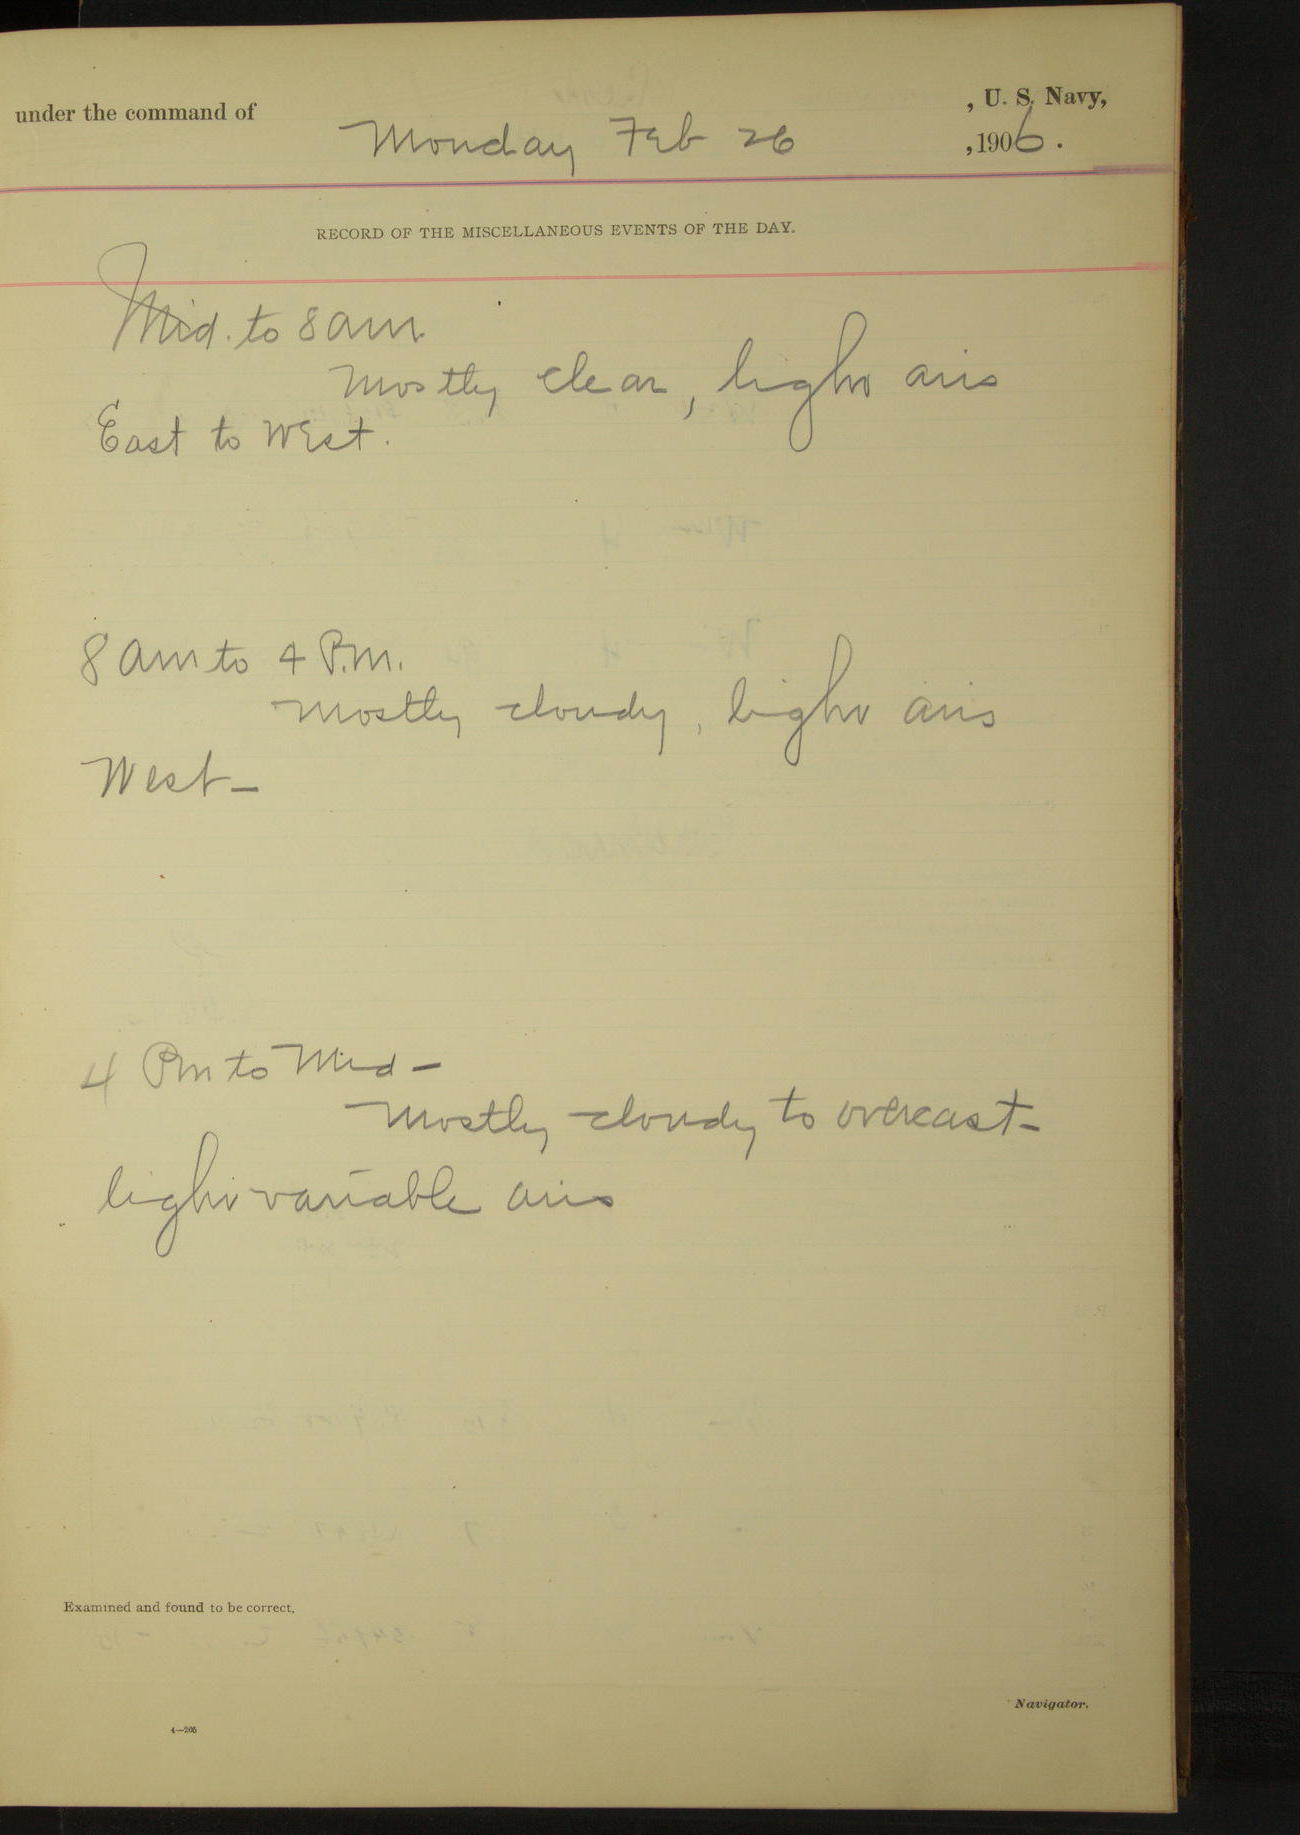 under the command of , U. S. Navy,
Monday Feb 26 , 1906.
RECORD OF THE MISCELLANEOUS EVENTS OF THE DAY.
Mid. to 8 am
Mostly clear, light airs
East to West.
8 am to 4 P.m.
Mostly cloudy, light airs
West—
4 Pm to Mid—
Mostly cloudy to overcast—
light variable airs
Examined and found to be correct.
Navigator.
4—205